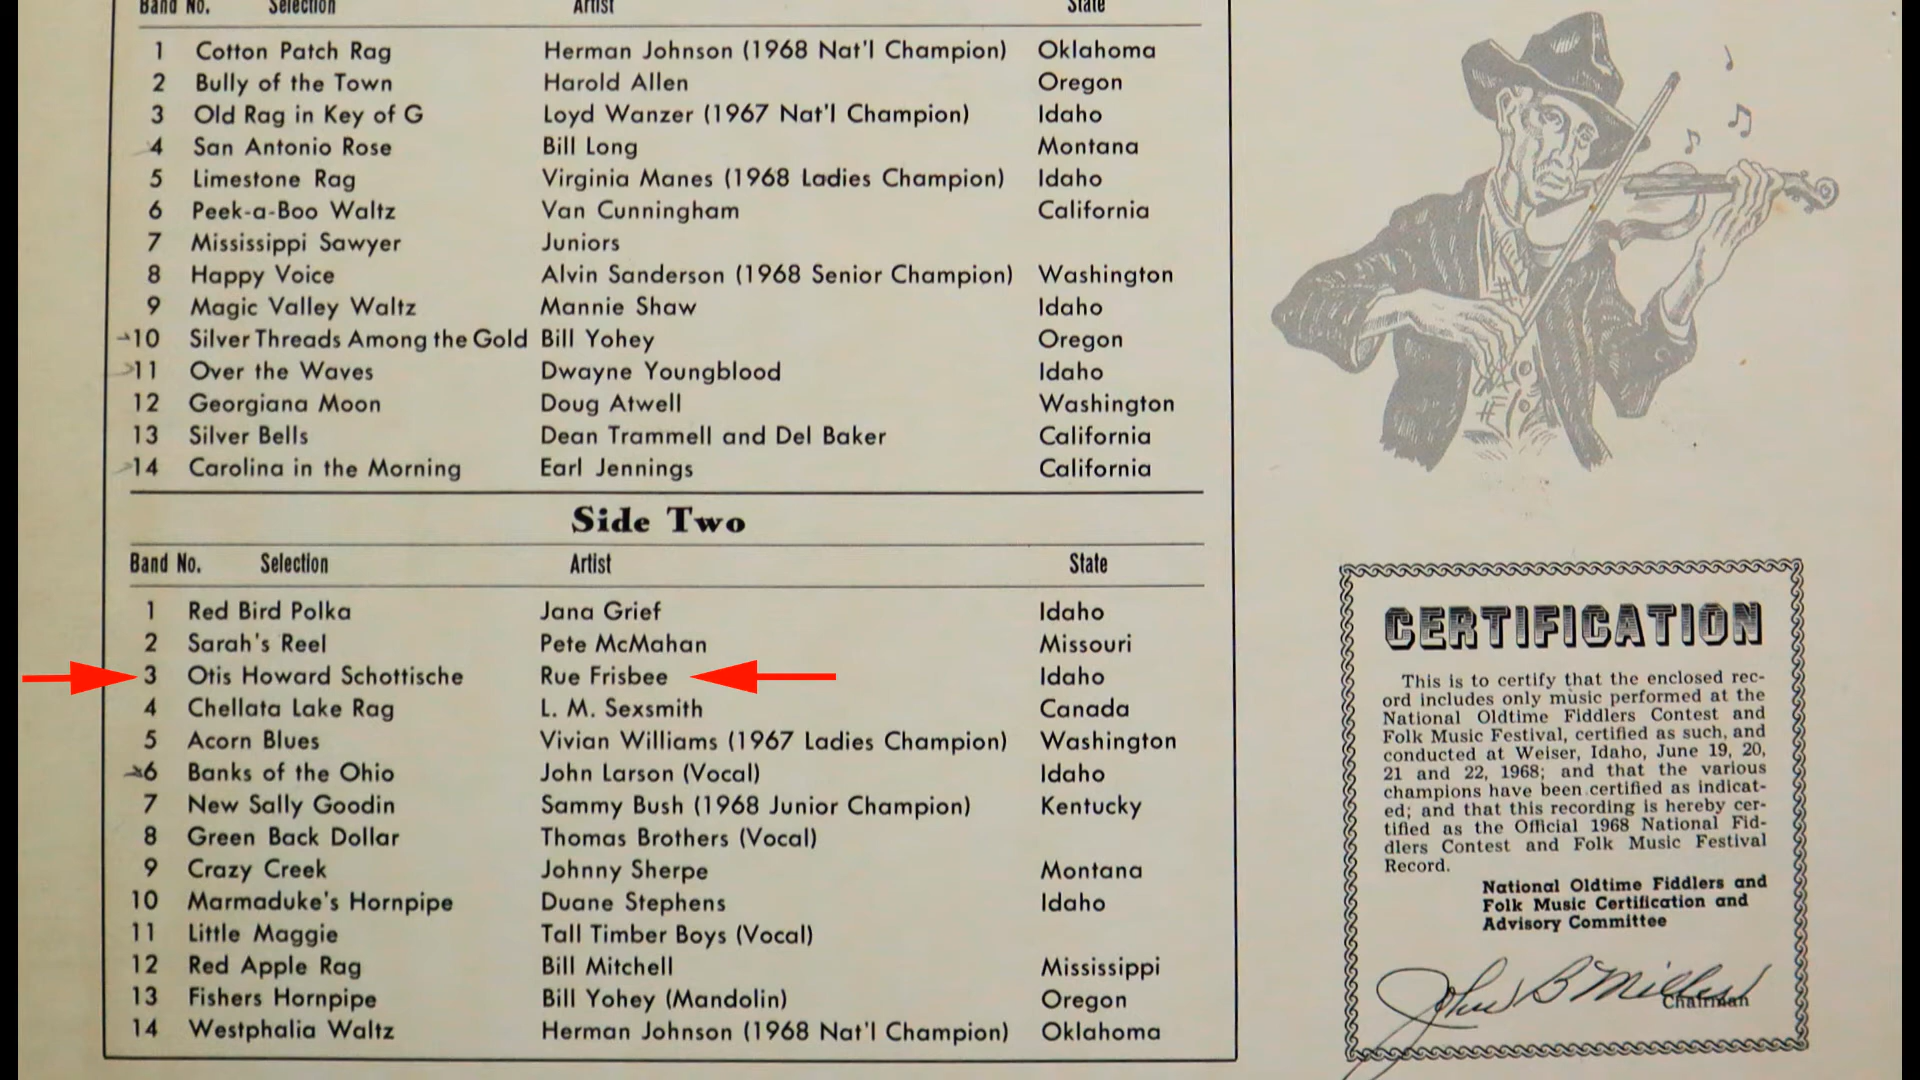 Band No. Selection Artist State
1 Cotton Patch Rag Herman Johnson (1968 Nat'l Champion) Oklahoma
2 Bully of the Town Harold Allen Oregon
3 Old Rag in Key of G Loyd Wanzer (1967 Nat'l Champion) Idaho
4 San Antonio Rose Bill Long Montana
5 Limestone Rag Virginia Manes (1968 Ladies Champion) Idaho
6 Peek-a-Boo Waltz Van Cunningham California
7 Mississippi Sawyer Juniors
8 Happy Voice Alvin Sanderson (1968 Senior Champion) Washington
9 Magic Valley Waltz Mannie Shaw Idaho
10 Silver Threads Among the Gold Bill Yohey Oregon
11 Over the Waves Dwayne Youngblood Idaho
12 Georgiana Moon Doug Atwell Washington
13 Silver Bells Dean Trammell and Del Baker California
14 Carolina in the Morning Earl Jennings California
Side Two
Band No. Selection Artist State
1 Red Bird Polka Jana Grief Idaho
2 Sarah's Reel Pete McMahan Missouri
3 Otis Howard Schottische Rue Frisbee Idaho
4 Chellata Lake Rag L. M. Sexsmith Canada
5 Acorn Blues Vivian Williams (1967 Ladies Champion) Washington
6 Banks of the Ohio John Larson (Vocal) Idaho
7 New Sally Goodin Sammy Bush (1968 Junior Champion) Kentucky
8 Green Back Dollar Thomas Brothers (Vocal)
9 Crazy Creek Johnny Sherpe Montana
10 Marmaduke's Hornpipe Duane Stephens Idaho
11 Little Maggie Tall Timber Boys (Vocal)
12 Red Apple Rag Bill Mitchell Mississippi
13 Fishers Hornpipe Bill Yohey (Mandolin) Oregon
14 Westphalia Waltz Herman Johnson (1968 Nat'l Champion) Oklahoma
CERTIFICATION
This is to certify that the enclosed rec-
ord includes only music performed at the
National Oldtime Fiddlers Contest and
Folk Music Festival, certified as such, and
conducted at Weiser, Idaho, June 19, 20,
21 and 22, 1968; and that the various
champions have been certified as indicat-
ed; and that this recording is hereby cer-
tified as the Official 1968 National Fid-
dlers Contest and Folk Music Festival
Record.
National Oldtime Fiddlers and
Folk Music Certification and
Advisory Committee
John B Miller
Chairman